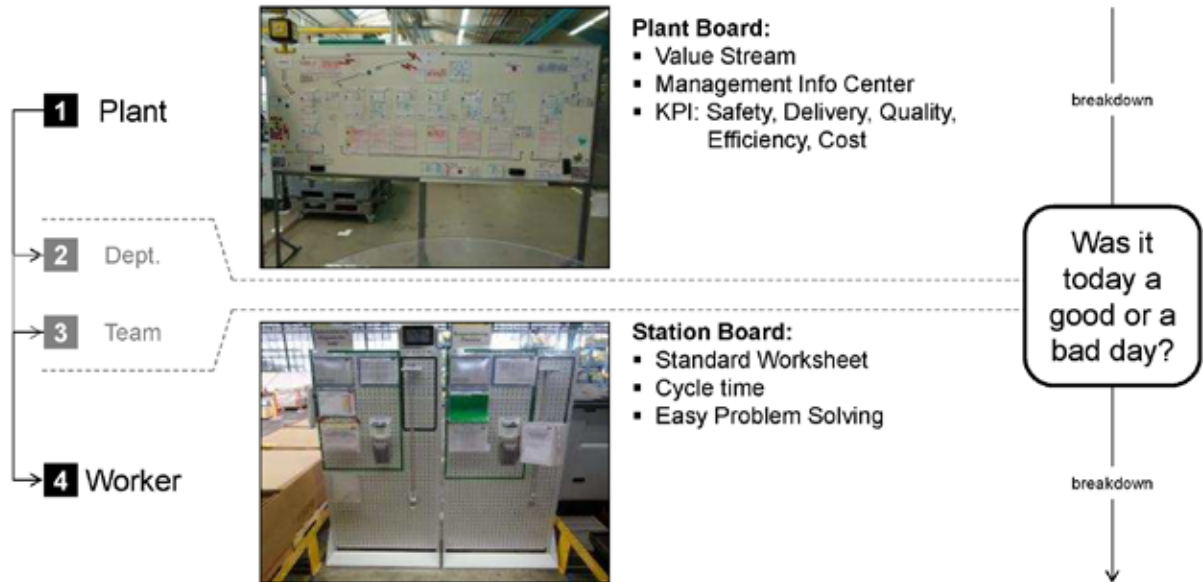 1 Plant
2 Dept.
3 Team
4 Worker
Plant Board:
▪ Value Stream
▪ Management Info Center
▪ KPI: Safety, Delivery, Quality,
Efficiency, Cost
Station Board:
▪ Standard Worksheet
▪ Cycle time
▪ Easy Problem Solving
breakdown
Was it
today a
good or a
bad day?
breakdown